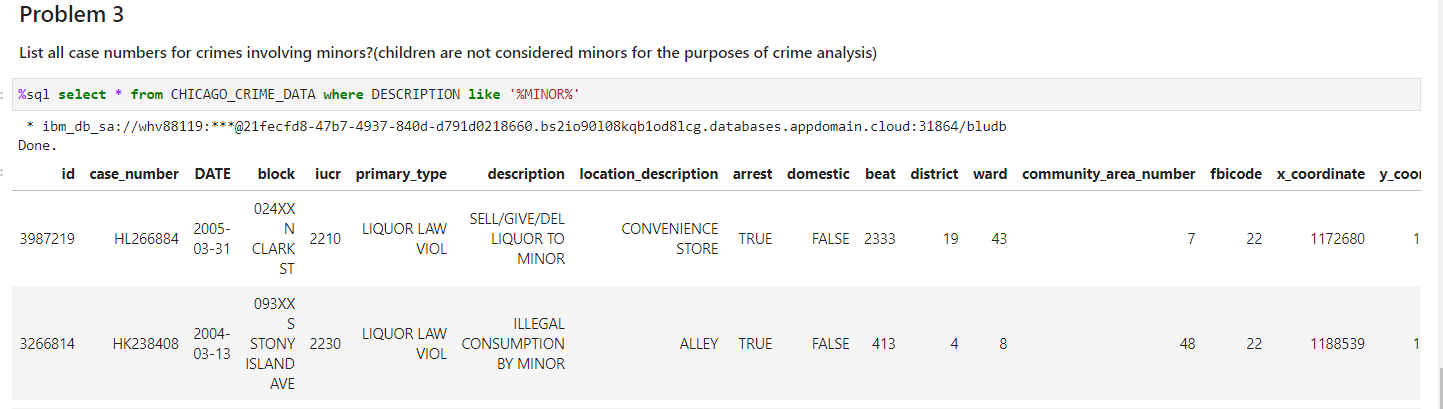 Problem 3
List all case numbers for crimes involving minors?(children are not considered minors for the purposes of crime analysis)
%sql select * from CHICAGO_CRIME_DATA where DESCRIPTION like '%MINOR%'
* ibm_db_sa://whv88119:***@21fecfd8-47b7-4937-840d-d791d0218660.bs2io90l08kqb1od8lcg.databases.appdomain.cloud:31864/bludb
Done.
id case_number DATE block iucr primary_type description location_description arrest domestic beat district ward community_area_number fbicode x_coordinate y_coor
3987219 HL266884 2005-03-31 024XX N CLARK ST 2210 LIQUOR LAW VIOL SELL/GIVE/DEL LIQUOR TO MINOR CONVENIENCE STORE TRUE FALSE 2333 19 43 7 22 1172680 1
3266814 HK238408 2004-03-13 093XX S STONY ISLAND AVE 2230 LIQUOR LAW VIOL ILLEGAL CONSUMPTION BY MINOR ALLEY TRUE FALSE 413 4 8 48 22 1188539 1